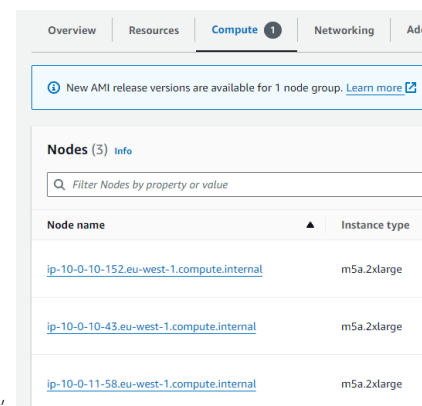 Overview Resources Compute 1 Networking
New AMI release versions are available for 1 node group. Learn more
Nodes (3) Info
Filter Nodes by property or value
Node name Instance type
ip-10-0-10-152.eu-west-1.compute.internal m5a.2xlarge
ip-10-0-10-43.eu-west-1.compute.internal m5a.2xlarge
ip-10-0-11-58.eu-west-1.compute.internal m5a.2xlarge